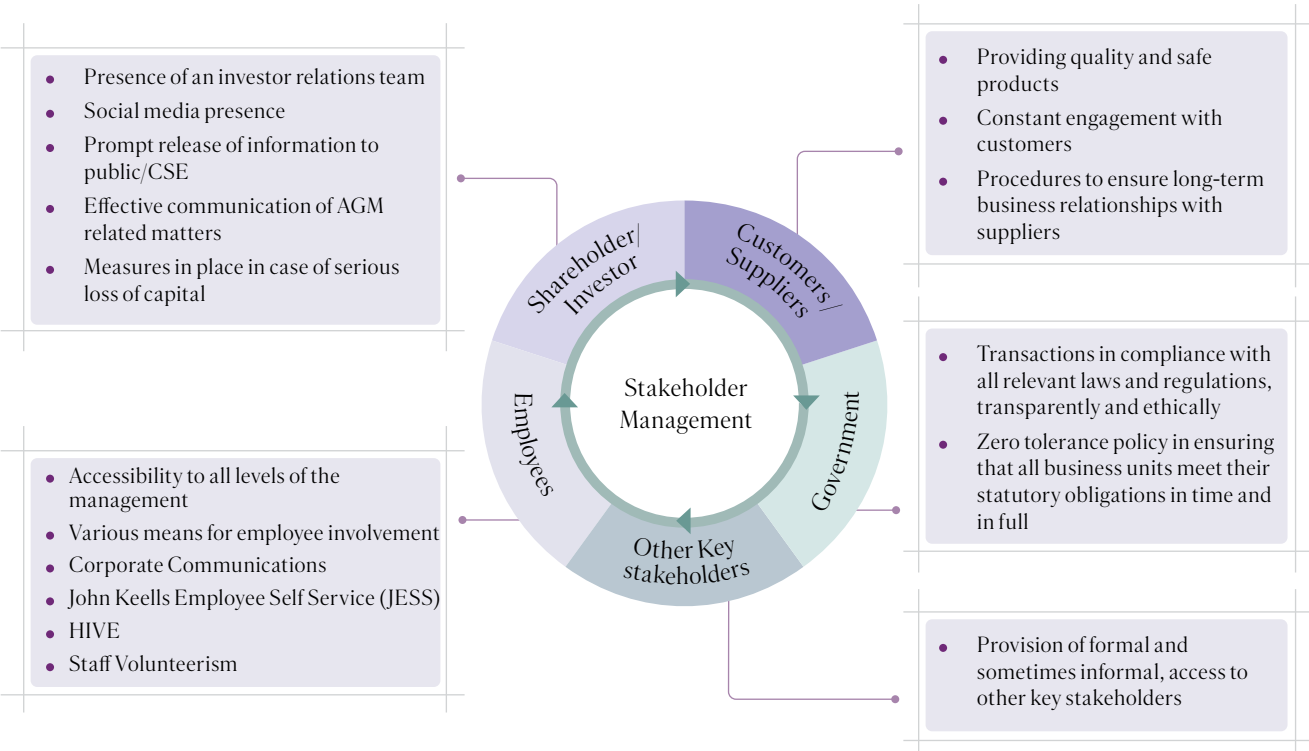 Presence of an investor relations team
Social media presence
Prompt release of information to
public/CSE
Effective communication of AGM
related matters
Measures in place in case of serious
loss of capital
Providing quality and safe
products
Constant engagement with
customers
Procedures to ensure long-term
business relationships with
suppliers
Shareholder/
Investor
Customers /
Suppliers
Employees
Stakeholder
Management
Government
Other Key
stakeholders
Transactions in compliance with
all relevant laws and regulations,
transparently and ethically
Zero tolerance policy in ensuring
that all business units meet their
statutory obligations in time and
in full
Accessibility to all levels of the
management
Various means for employee involvement
Corporate Communications
John Keells Employee Self Service (JESS)
HIVE
Staff Volunteerism
Provision of formal and
sometimes informal, access to
other key stakeholders